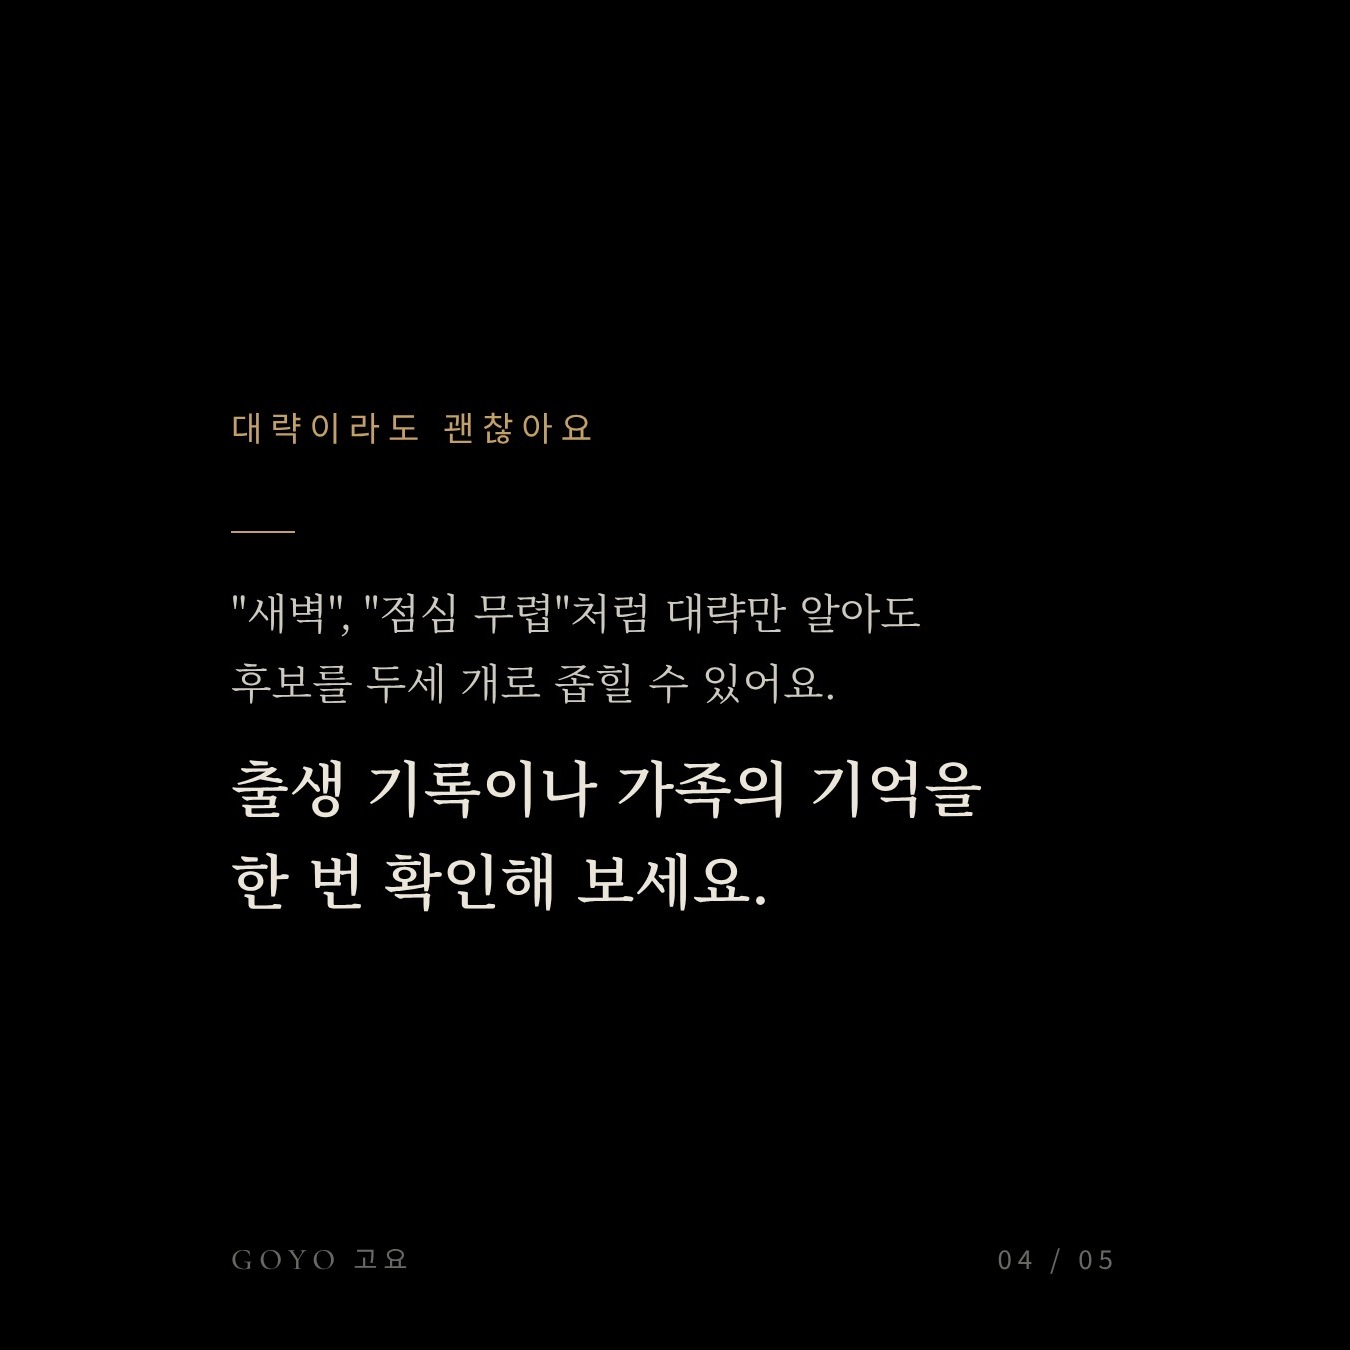 대략이라도 괜찮아요
"새벽", "점심 무렵"처럼 대략만 알아도
후보를 두세 개로 좁힐 수 있어요.
출생 기록이나 가족의 기억을
한 번 확인해 보세요.
GOYO 고요
04 / 05